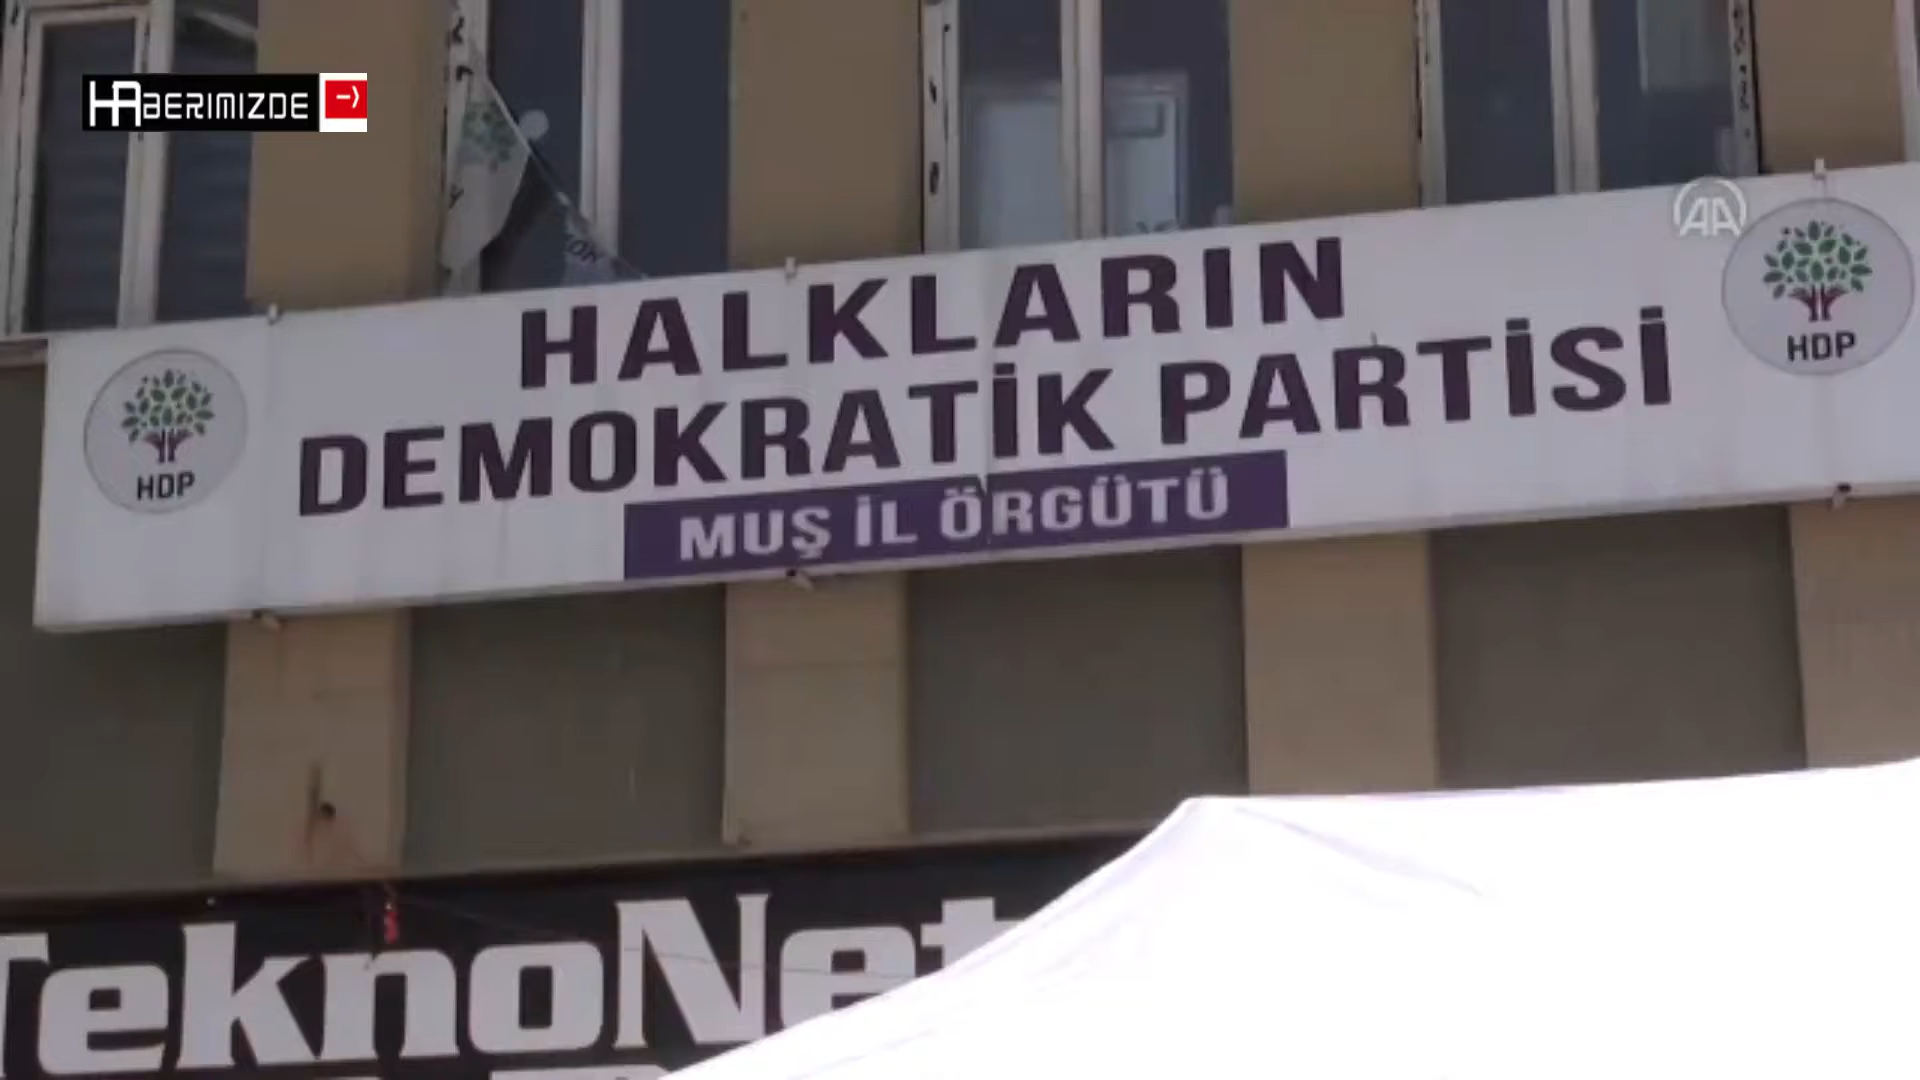 HABERIMIZDE
AA
HALKLARIN
DEMOKRATİK PARTİSİ
MUŞ İL ÖRGÜTÜ
HDP
HDP
TeknoNet